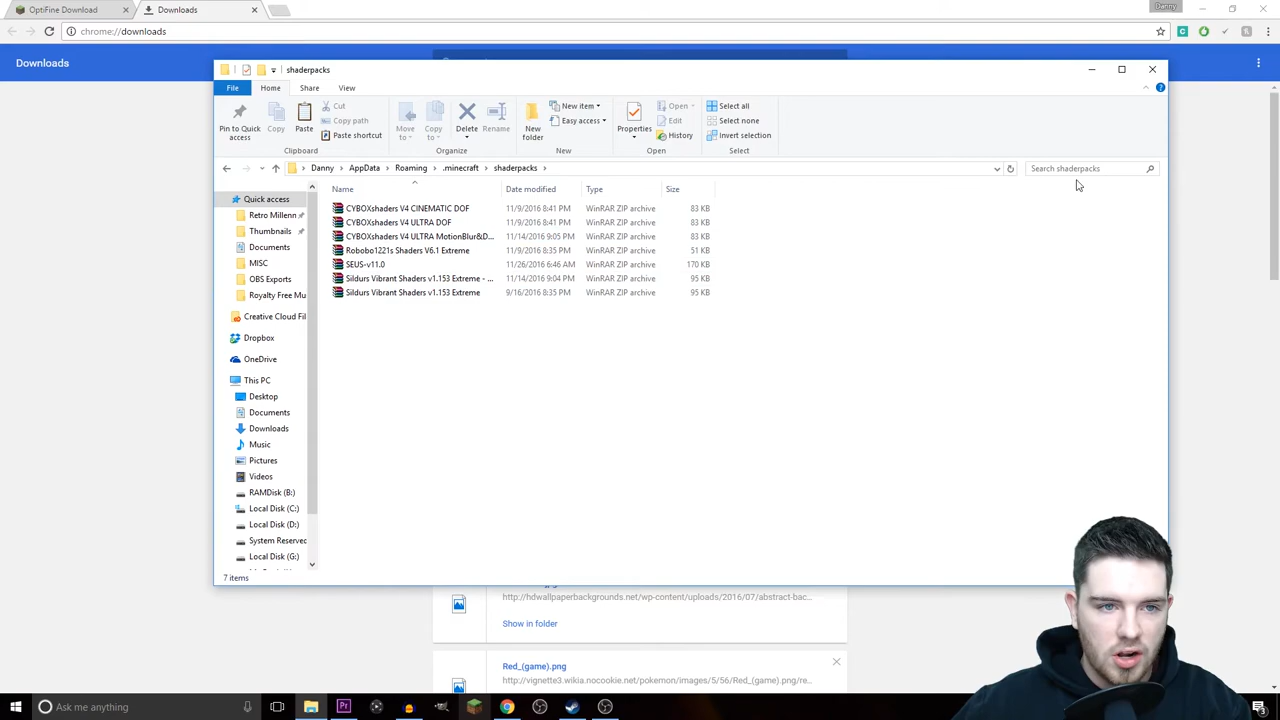 OptiFine Download
Downloads
Danny
chrome://downloads
Downloads
shaderpacks
File
Home
Share
View
Pin to Quick access
Copy
Paste
Cut
Copy path
Paste shortcut
Clipboard
Move to
Copy to
Delete
Rename
Organize
New folder
New item
Easy access
New
Properties
Open
Edit
History
Open
Select all
Select none
Invert selection
Select
Danny > AppData > Roaming > .minecraft > shaderpacks >
Search shaderpacks
Name Date modified Type Size
CYBOXshaders V4 CINEMATIC DOF 11/9/2016 8:41 PM WinRAR ZIP archive 83 KB
CYBOXshaders V4 ULTRA DOF 11/9/2016 8:41 PM WinRAR ZIP archive 83 KB
CYBOXshaders V4 ULTRA MotionBlur&D... 11/14/2016 9:05 PM WinRAR ZIP archive 83 KB
Robobo1221s Shaders V6.1 Extreme 11/9/2016 8:35 PM WinRAR ZIP archive 51 KB
SEUS-v11.0 11/26/2016 6:46 AM WinRAR ZIP archive 170 KB
Sildurs Vibrant Shaders v1.153 Extreme - ... 11/14/2016 9:04 PM WinRAR ZIP archive 95 KB
Sildurs Vibrant Shaders v1.153 Extreme 9/16/2016 8:35 PM WinRAR ZIP archive 95 KB
Quick access
Retro Millenn
Thumbnails
Documents
MISC
OBS Exports
Royalty Free Mu
Creative Cloud Fil
Dropbox
OneDrive
This PC
Desktop
Documents
Downloads
Music
Pictures
Videos
RAMDisk (B:)
Local Disk (C:)
Local Disk (D:)
System Reserved
Local Disk (G:)
7 items
http://hdwallpaperbackgrounds.net/wp-content/uploads/2016/07/abstract-bac...
Show in folder
Red_(game).png
http://vignette3.wikia.nocookie.net/pokemon/images/5/56/Red_(game).png/re...
Ask me anything